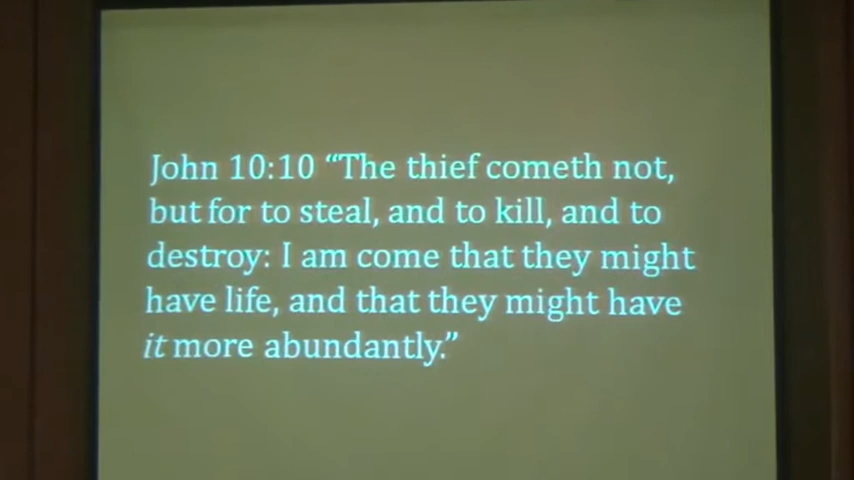 John 10:10 “The thief cometh not,
but for to steal, and to kill, and to
destroy: I am come that they might
have life, and that they might have
it more abundantly.”